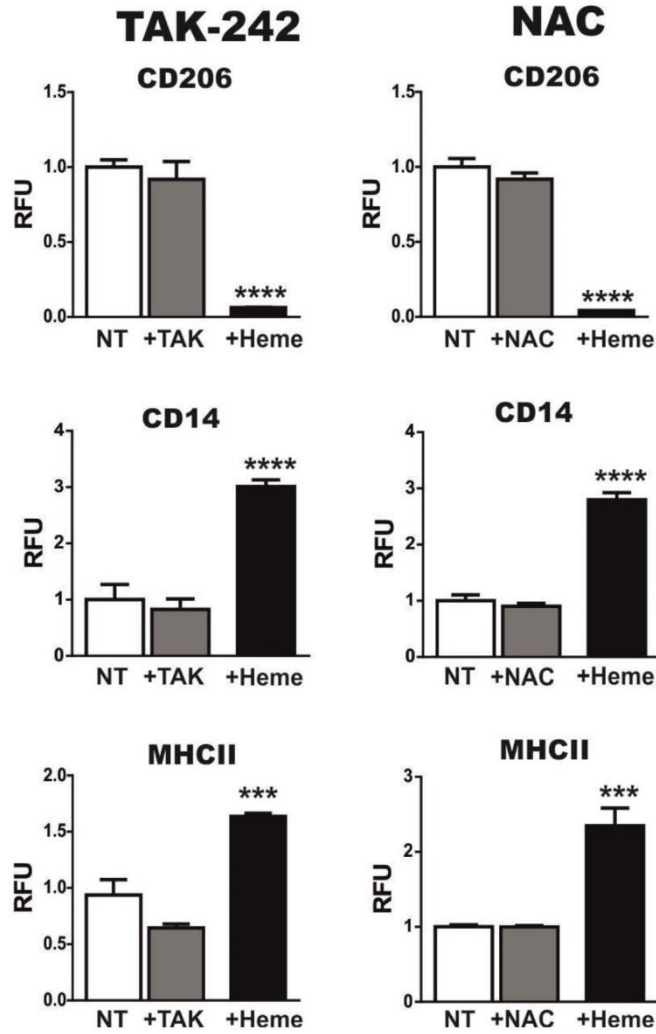 TAK-242
CD206
1.5
1.0
0.5
0.0
RFU
****
NT +TAK +Heme
NAC
CD206
1.5
1.0
0.5
0.0
RFU
****
NT +NAC +Heme
CD14
4
3
2
1
0
RFU
****
NT +TAK +Heme
CD14
4
3
2
1
0
RFU
****
NT +NAC +Heme
MHCII
2.0
1.5
1.0
0.5
0.0
RFU
***
NT +TAK +Heme
MHCII
3
2
1
0
RFU
***
NT +NAC +Heme